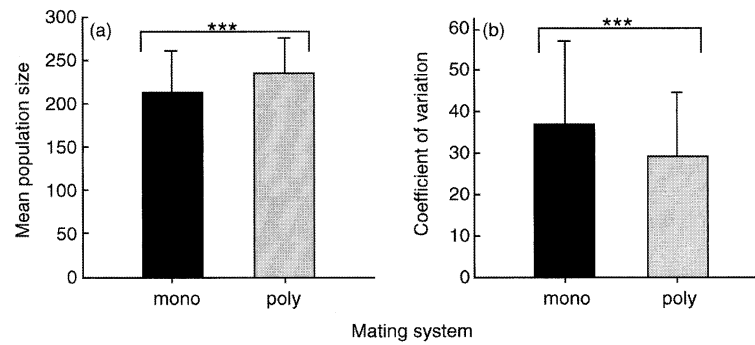 (a)
***
Mean population size
300
250
200
150
100
50
0
mono poly
(b)
***
Coefficient of variation
60
50
40
30
20
10
0
mono poly
Mating system